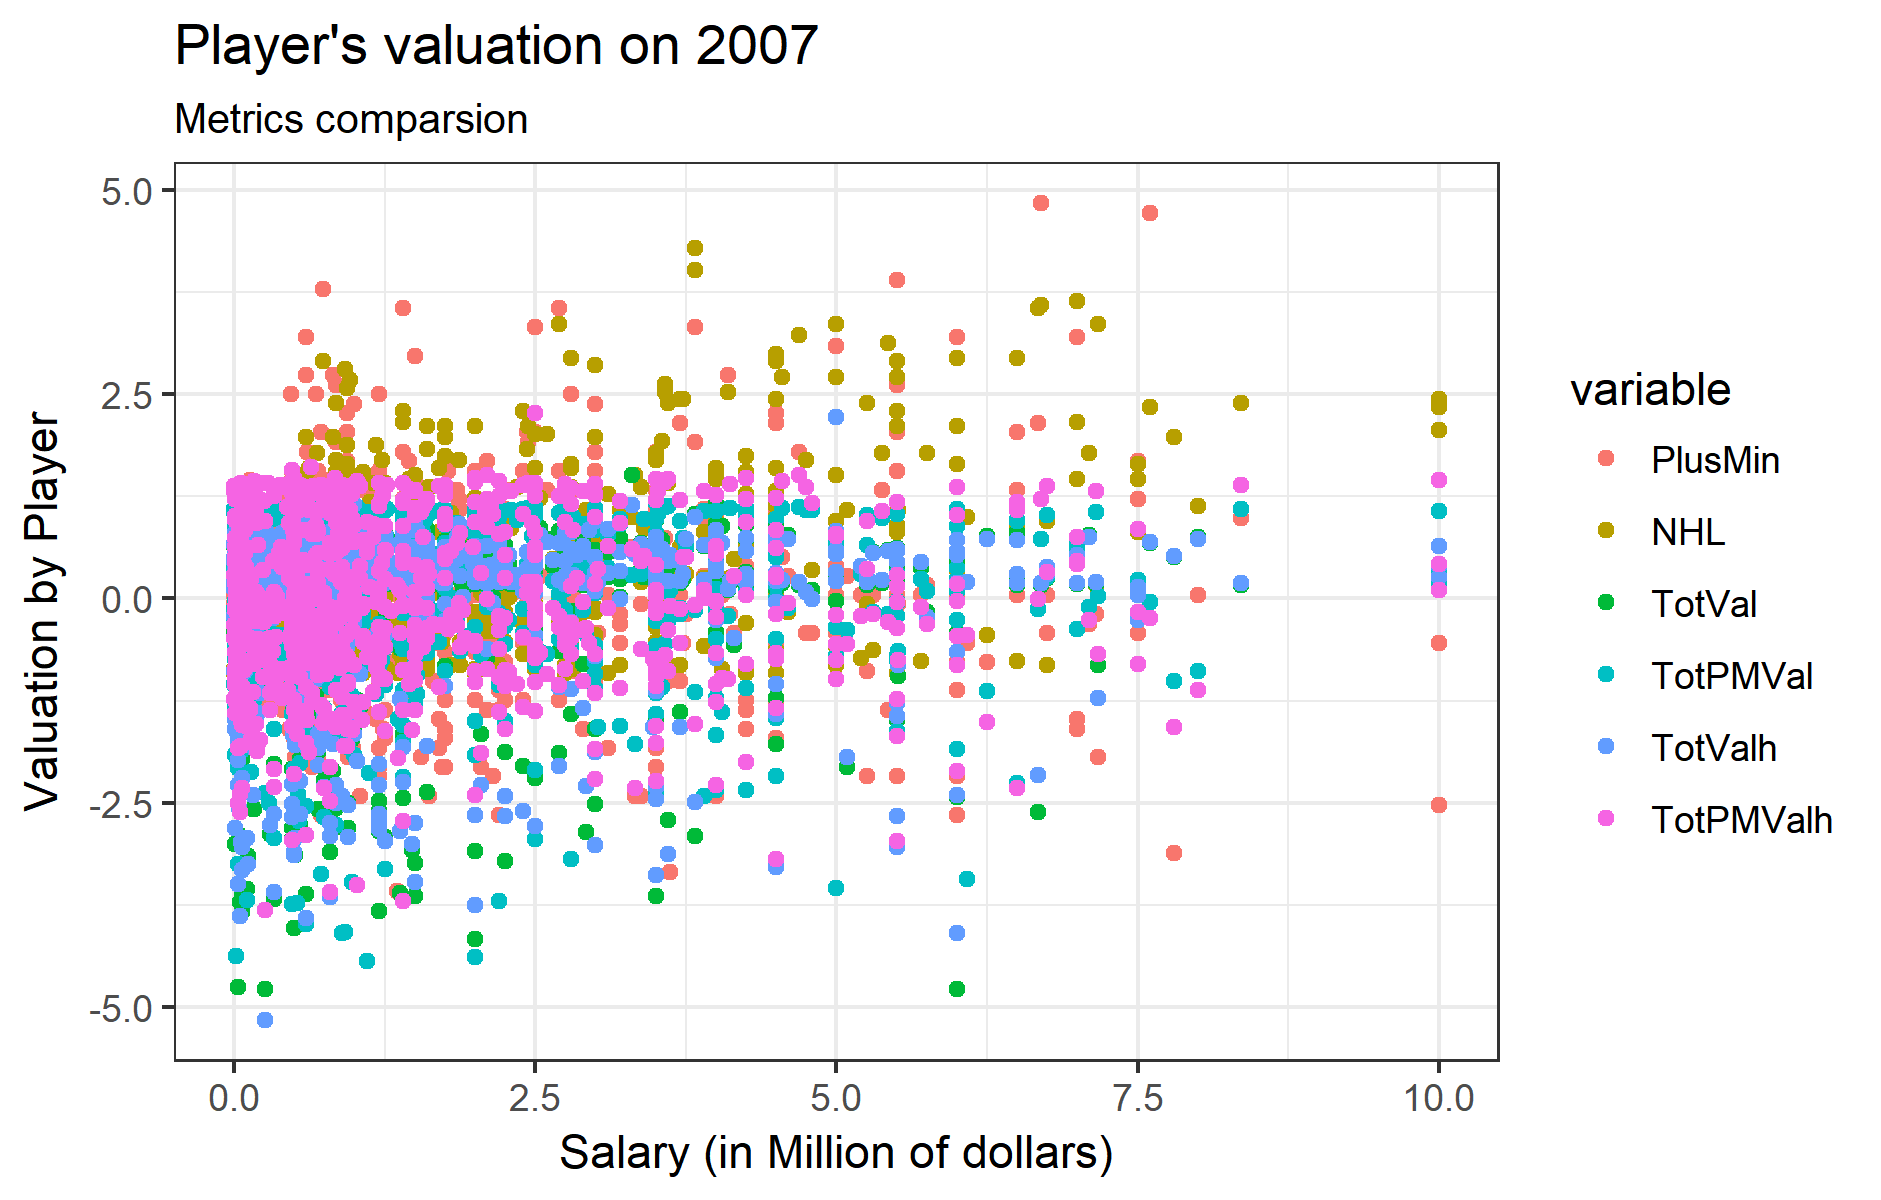 Player's valuation on 2007
Metrics comparsion
5.0
2.5
0.0
-2.5
-5.0
Valuation by Player
0.0 2.5 5.0 7.5 10.0
Salary (in Million of dollars)
variable
PlusMin
NHL
TotVal
TotPMVal
TotValh
TotPMValh